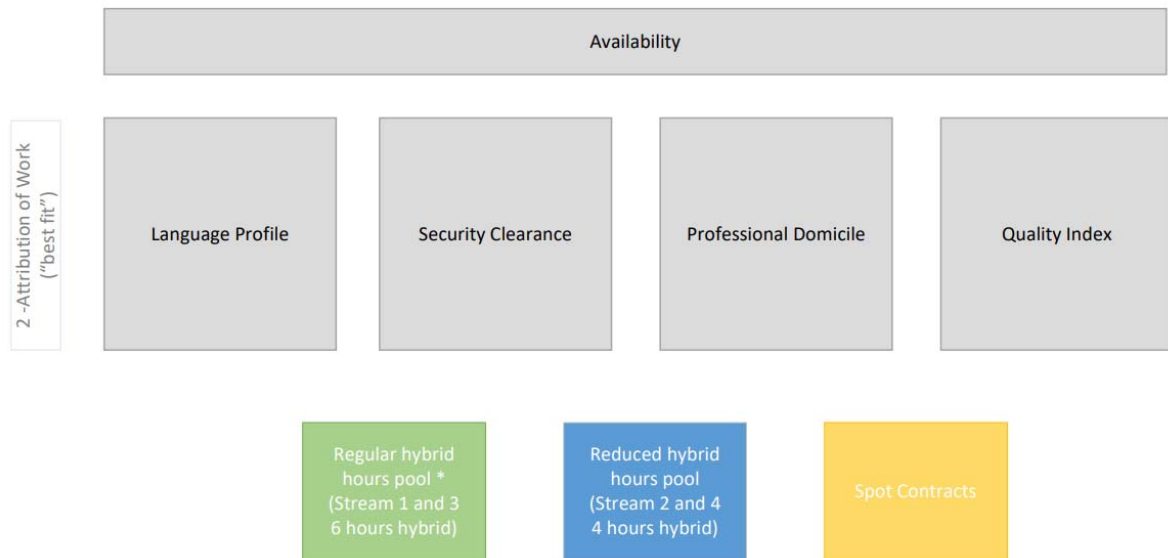 Availability
2 -Attribution of Work
(“best fit”)
Language Profile
Security Clearance
Professional Domicile
Quality Index
Regular hybrid
hours pool *
(Stream 1 and 3
6 hours hybrid)
Reduced hybrid
hours pool
(Stream 2 and 4
4 hours hybrid)
Spot Contracts